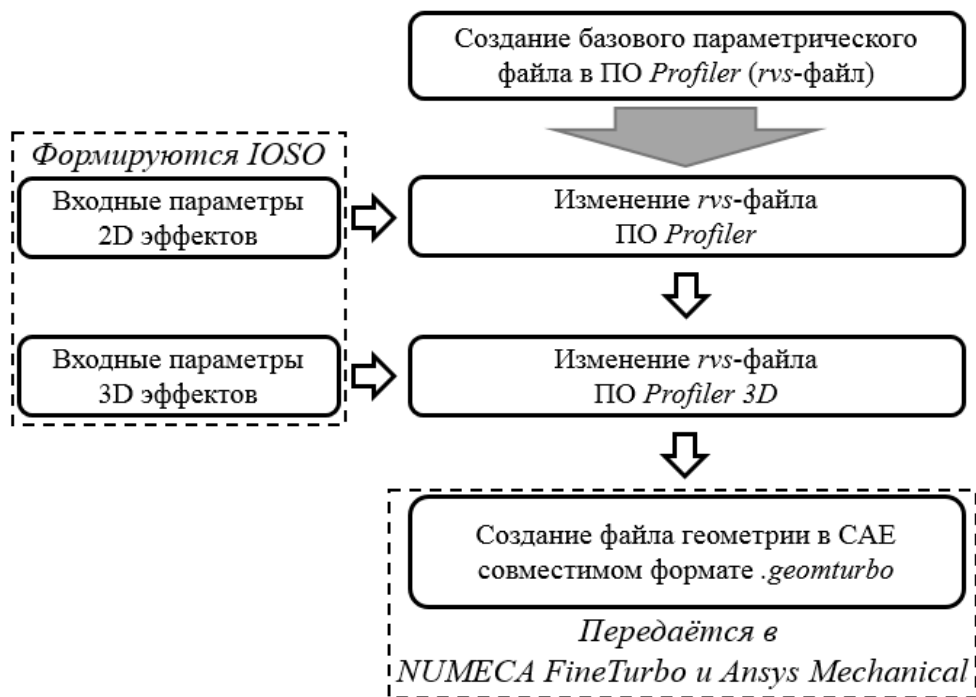 Создание базового параметрического
файла в ПО Profiler (rvs-файл)
Формируются IOSO
Входные параметры
2D эффектов
Изменение rvs-файла
ПО Profiler
Входные параметры
3D эффектов
Изменение rvs-файла
ПО Profiler 3D
Создание файла геометрии в CAE
совместимом формате .geomturbo
Передаётся в
NUMECA FineTurbo и Ansys Mechanical